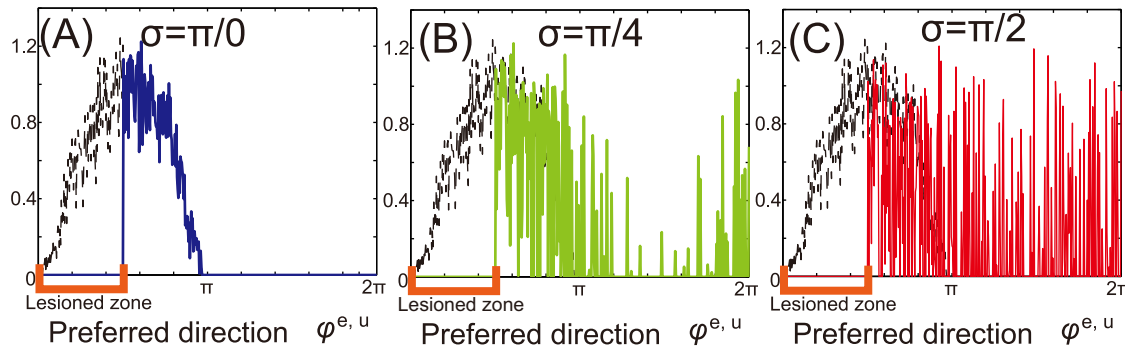 (A) σ=π/0
1.2
0.8
0.4
0
π
2π
Lesioned zone
Preferred direction φe, u
(B) σ=π/4
1.2
0.8
0.4
0
π
2π
Lesioned zone
Preferred direction φe, u
(C) σ=π/2
1.2
0.8
0.4
0
π
2π
Lesioned zone
Preferred direction φe, u